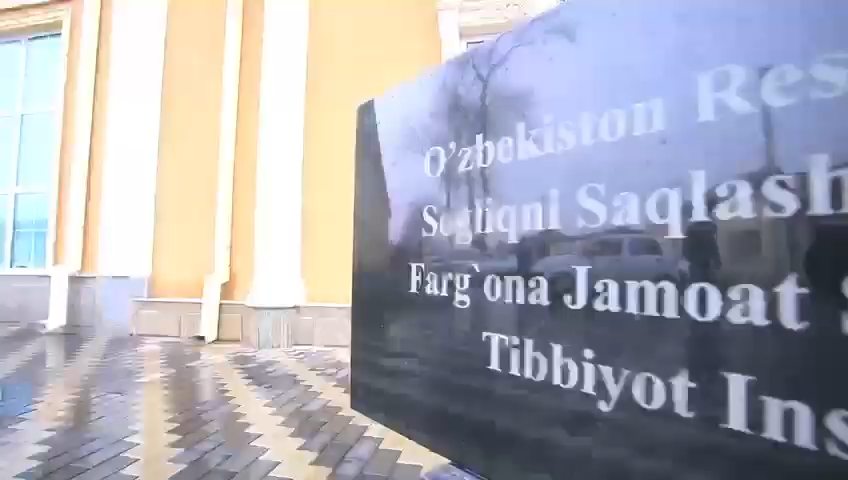 O'zbekiston Res
Sog'liqni Saqlash
Farg`ona Jamoat
Tibbiyot Ins